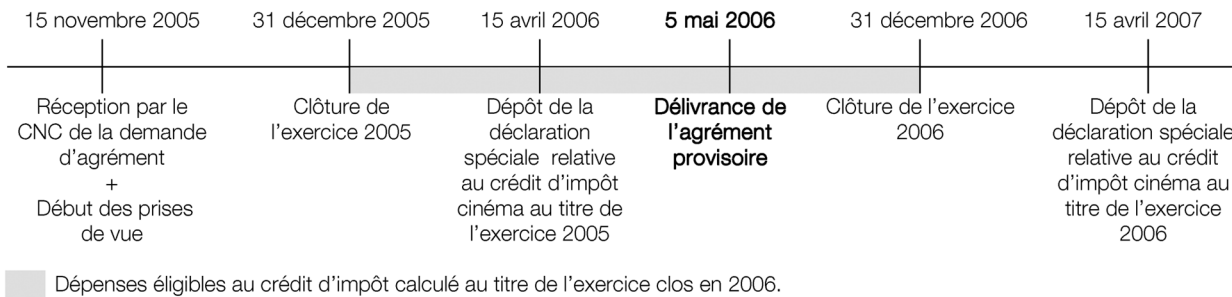 15 novembre 2005
31 décembre 2005
15 avril 2006
5 mai 2006
31 décembre 2006
15 avril 2007
Réception par le
CNC de la demande
d'agrément
+
Début des prises
de vue
Clôture de
l'exercice 2005
Dépôt de la
déclaration
spéciale relative
au crédit d'impôt
cinéma au titre de
l'exercice 2005
Délivrance de
l'agrément
provisoire
Clôture de l'exercice
2006
Dépôt de la
déclaration spéciale
relative au crédit
d'impôt cinéma au
titre de l'exercice
2006
Dépenses éligibles au crédit d'impôt calculé au titre de l'exercice clos en 2006.